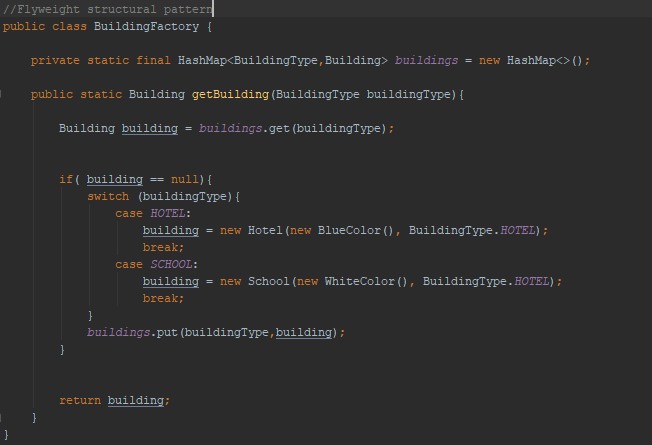 //Flyweight structural pattern
public class BuildingFactory {
private static final HashMap<BuildingType,Building> buildings = new HashMap<>();
public static Building getBuilding(BuildingType buildingType){
Building building = buildings.get(buildingType);
if( building == null){
switch (buildingType){
case HOTEL:
building = new Hotel(new BlueColor(), BuildingType.HOTEL);
break;
case SCHOOL:
building = new School(new WhiteColor(), BuildingType.HOTEL);
break;
}
buildings.put(buildingType,building);
}
return building;
}
}